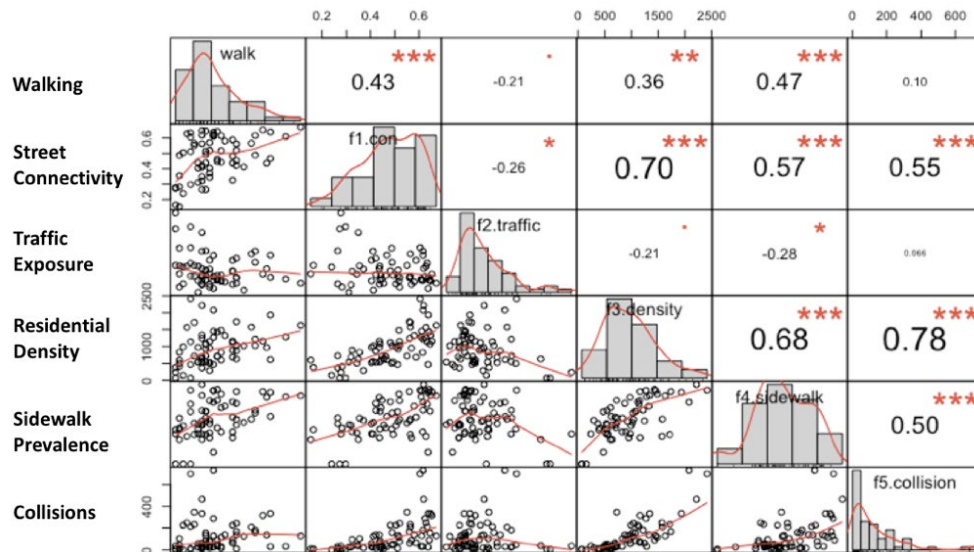 0.2 0.4 0.6 0 500 1500 2500 0 200 400 600
Walking walk 0.43 *** -0.21 . 0.36 ** 0.47 *** 0.10
Street
Connectivity 0.2 0.4 0.6 f1.con -0.26 * 0.70 *** 0.57 *** 0.55 ***
Traffic
Exposure f2.traffic -0.21 . -0.28 * 0.066
Residential
Density 0 1000 2500 f3.density 0.68 *** 0.78 ***
Sidewalk
Prevalence f4.sidewalk 0.50 ***
Collisions 0 400 f5.collision